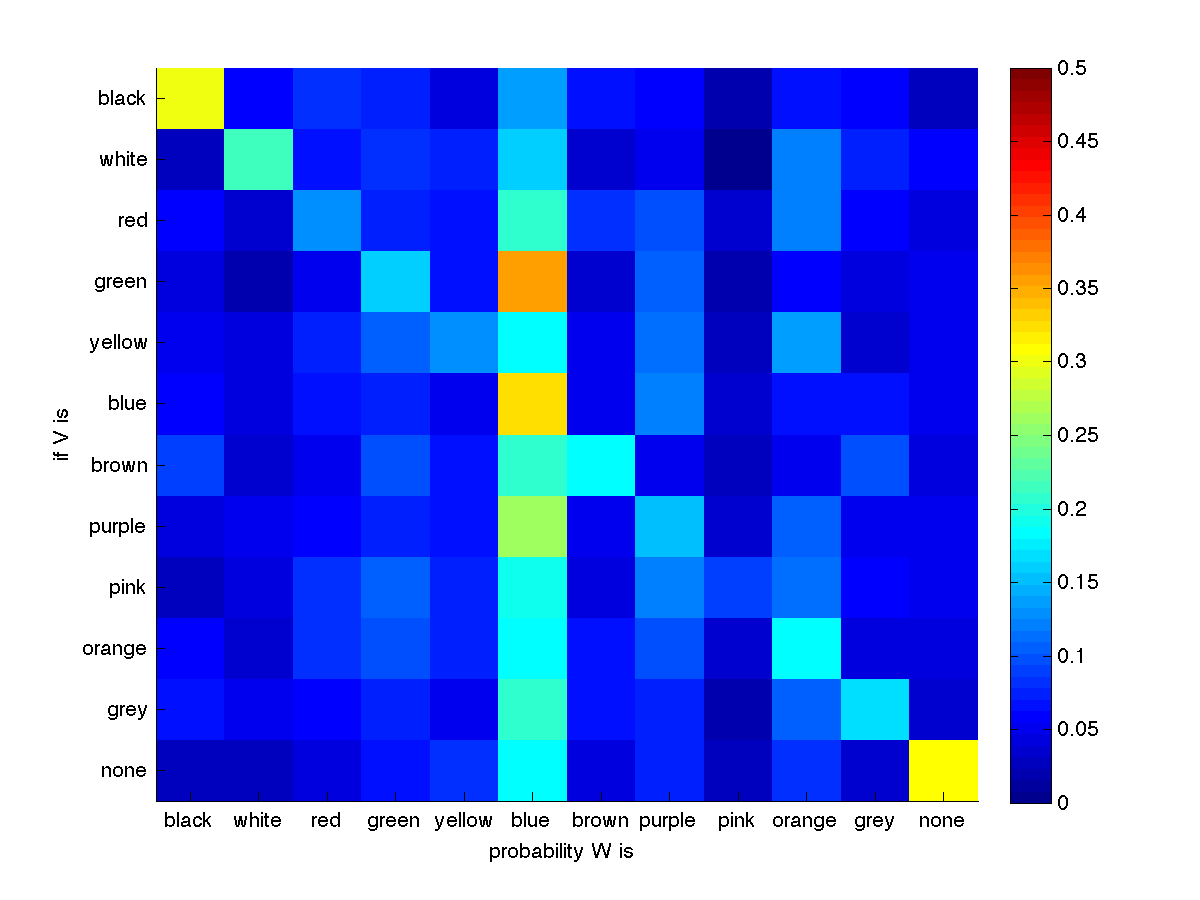 black
white
red
green
yellow
blue
brown
purple
pink
orange
grey
none
if V is
black white red green yellow blue brown purple pink orange grey none
probability W is
0.5
0.45
0.4
0.35
0.3
0.25
0.2
0.15
0.1
0.05
0